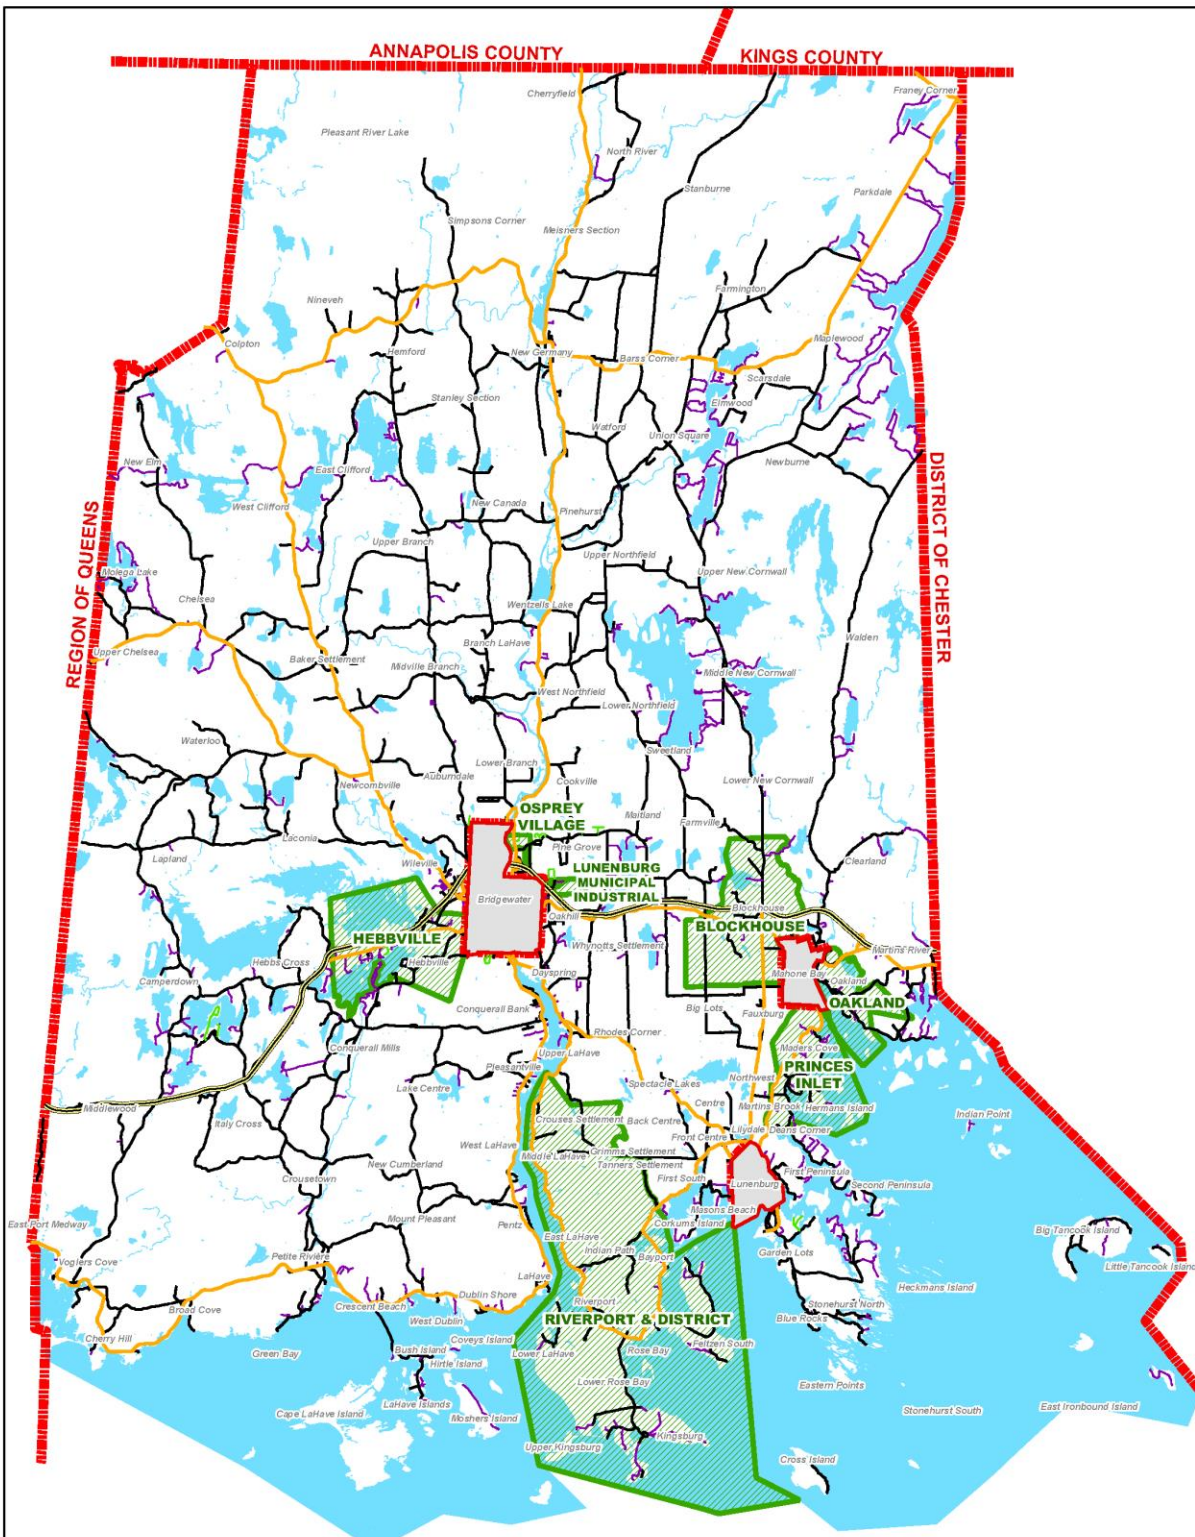 ANNAPOLIS COUNTY
KINGS COUNTY
Cherryfield
Franey Corner
Pleasant River Lake
North River
Stanburne
Parkdale
Simpsons Corner
Meisners Section
Farmington
Nineveh
Colpton
Hemford
New Germany
Barss Corner
Maplewood
Scarsdale
Stanley Section
Elmwood
Watford
Union Square
New Elm
East Clifford
Newburne
West Clifford
New Canada
Pinehurst
Upper Branch
Upper Northfield
Molega Lake
Upper New Cornwall
REGION OF QUEENS
DISTRICT OF CHESTER
Chelsea
Wentzells Lake
Walden
Upper Chelsea
Branch LaHave
Baker Settlement
Midville Branch
Middle New Cornwall
West Northfield
Lower Northfield
Waterloo
Sweetland
Lower Branch
Auburndale
Cookville
Lower New Cornwall
Newcombville
OSPREY
VILLAGE
Maitland
Farmville
Laconia
Pine Grove
Lapland
Wileville
Clearland
LUNENBURG
MUNICIPAL
INDUSTRIAL
Bridgewater
Oakhill
Blockhouse
BLOCKHOUSE
HEBBVILLE
Whynotts Settlement
Martins River
Hebbs Cross
Hebbville
Dayspring
Mahone Bay
Camperdown
Oakland
OAKLAND
Conquerall Bank
Big Lots
Fauxburg
Rhodes Corner
Conquerall Mills
Upper LaHave
Maders Cove
Pleasantville
PRINCES
INLET
Lake Centre
Spectacle Lakes
Northwest
Middlewood
Centre
Martins Brook
Hermans Island
Indian Point
Italy Cross
Crouses Settlement
Back Centre
Lilydale
Deans Corner
West LaHave
Front Centre
Middle LaHave
Grimms Settlement
New Cumberland
Tanners Settlement
First South
First Peninsula
Crousetown
Lunenburg
Second Peninsula
Masons Beach
East Port Medway
Mount Pleasant
Pentz
Corkums Island
Big Tancook Island
East LaHave
Voglers Cove
Petite Rivière
Indian Path
Bayport
Garden Lots
Little Tancook Island
LaHave
Heckmans Island
Dublin Shore
Broad Cove
Crescent Beach
Riverport
Stonehurst North
West Dublin
RIVERPORT & DISTRICT
Blue Rocks
Cherry Hill
Coveys Island
Feltzen South
Green Bay
Bush Island
Lower LaHave
Rose Bay
Hirtle Island
Lower Rose Bay
Eastern Points
LaHave Islands
East Ironbound Island
Cape LaHave Island
Moshers Island
Stonehurst South
Kingsburg
Upper Kingsburg
Cross Island